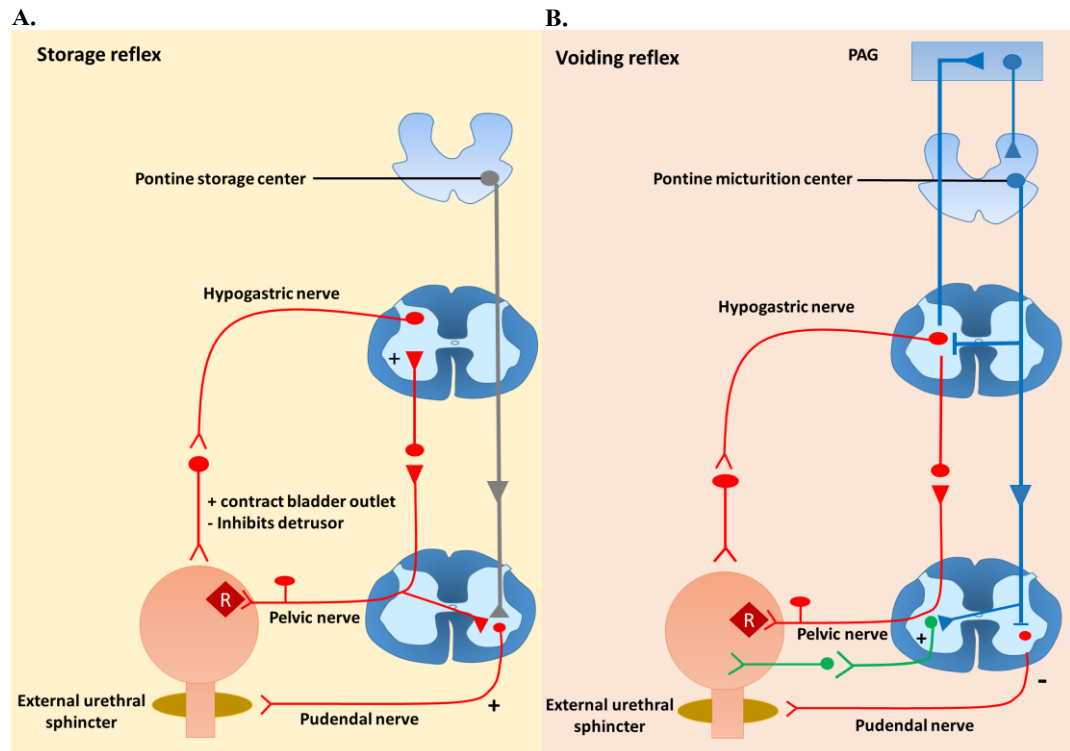 A.
Storage reflex
Pontine storage center
Hypogastric nerve
+
+ contract bladder outlet
- Inhibits detrusor
R
Pelvic nerve
External urethral
sphincter
Pudendal nerve
+
B.
Voiding reflex
PAG
Pontine micturition center
Hypogastric nerve
R
Pelvic nerve
+
-
External urethral
sphincter
Pudendal nerve